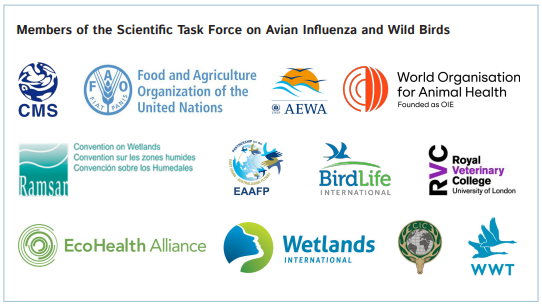 Members of the Scientific Task Force on Avian Influenza and Wild Birds
CMS
F A O
FIAT PANIS
Food and Agriculture
Organization of the
United Nations
AEWA
World Organisation
for Animal Health
Founded as OIE
Ramsar
Convention on Wetlands
Convention sur les zones humides
Convención sobre los Humedales
EAAFP
BirdLife
INTERNATIONAL
RVC
Royal
Veterinary
College
University of London
EcoHealth Alliance
Wetlands
INTERNATIONAL
CIC
WWT